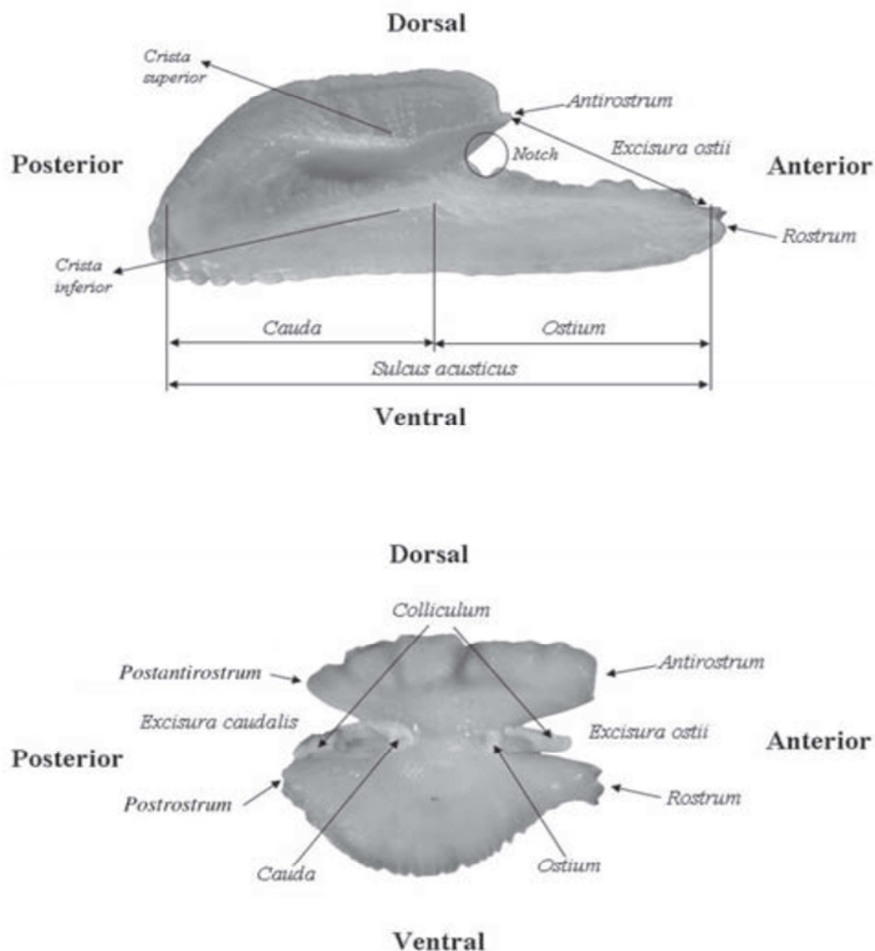 Dorsal
Crista
superior
Antirostrum
Excisura ostii
Notch
Posterior
Anterior
Rostrum
Crista
inferior
Cauda
Ostium
Sulcus acusticus
Ventral
Dorsal
Colliculum
Postantirostrum
Antirostrum
Excisura caudalis
Excisura ostii
Posterior
Anterior
Postrostrum
Rostrum
Cauda
Ostium
Ventral